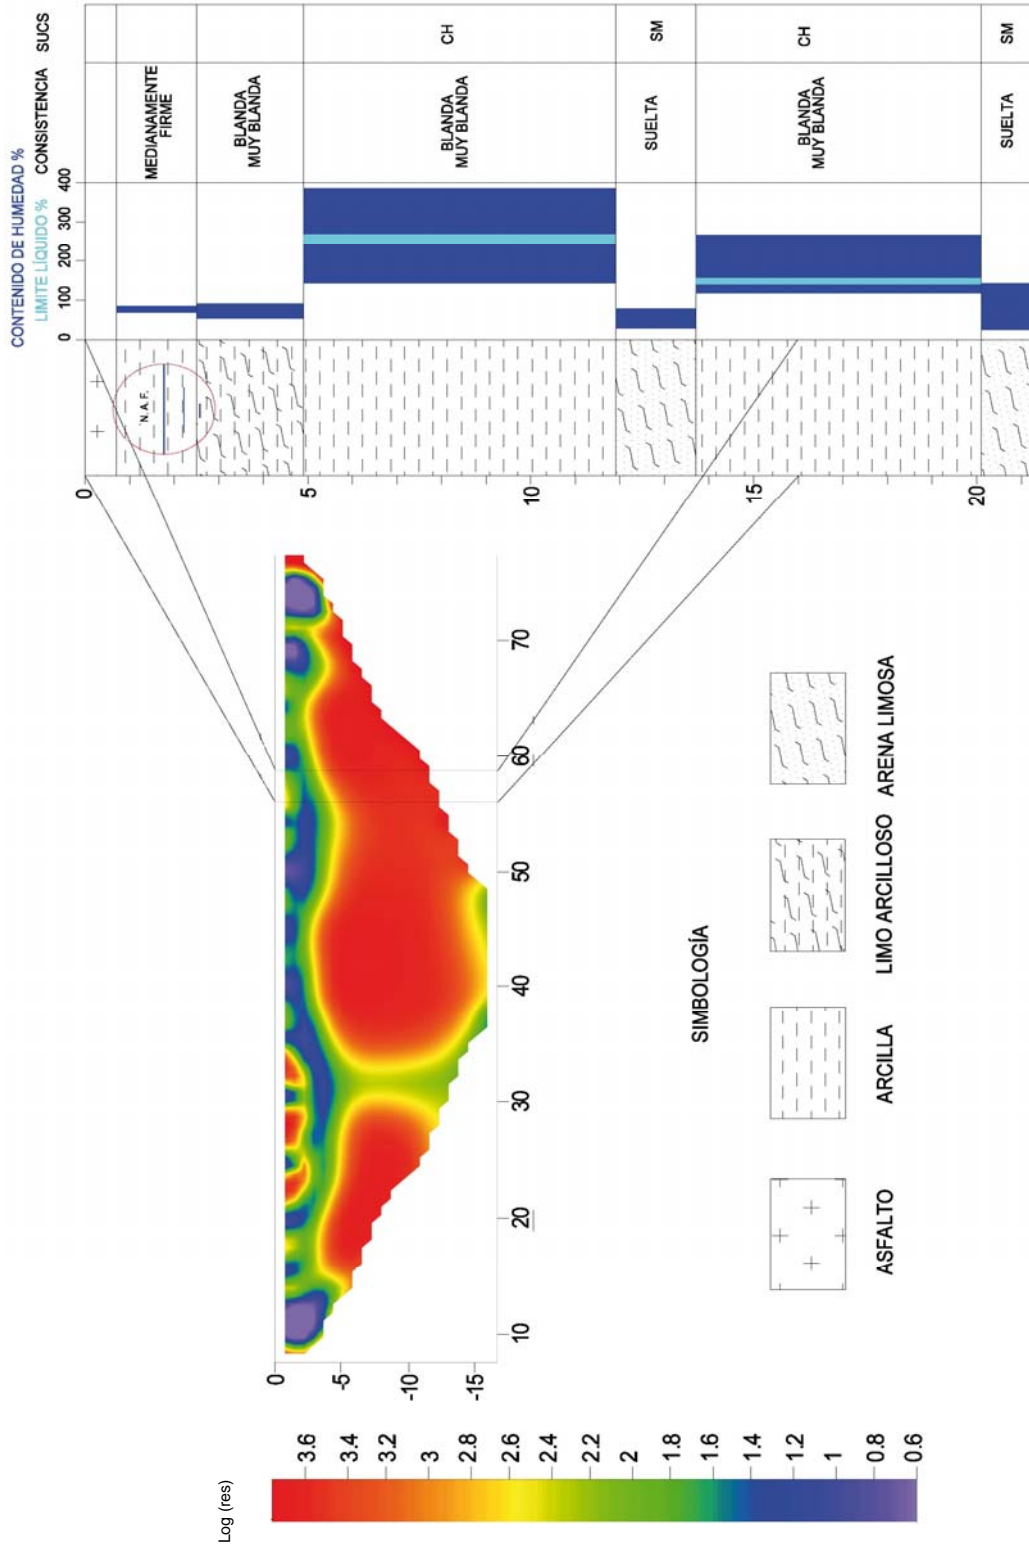 CONTENIDO DE HUMEDAD %
LIMITE LÍQUIDO %
CONSISTENCIA
SUCS
0
100
200
300
400
MEDIANAMENTE
FIRME
BLANDA
MUY BLANDA
BLANDA
MUY BLANDA
CH
SUELTA
SM
BLANDA
MUY BLANDA
CH
SUELTA
SM
N.A.F.
0
5
10
15
20
0
-5
-10
-15
10
20
30
40
50
60
70
Log (res)
3.6
3.4
3.2
3
2.8
2.6
2.4
2.2
2
1.8
1.6
1.4
1.2
1
0.8
0.6
SIMBOLOGÍA
ASFALTO
ARCILLA
LIMO ARCILLOSO
ARENA LIMOSA